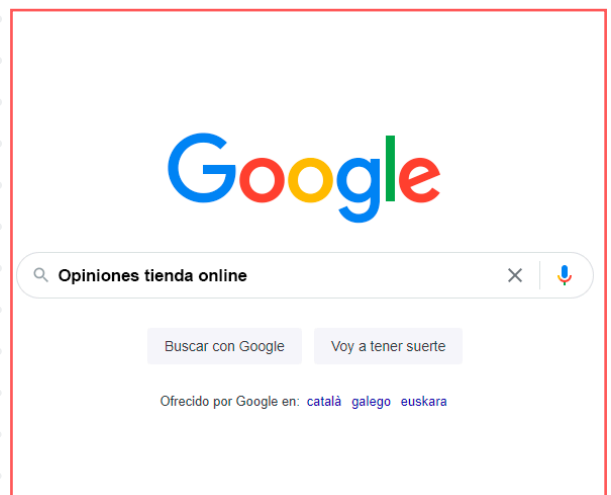 Google
Opiniones tienda online
Buscar con Google Voy a tener suerte
Ofrecido por Google en: català galego euskara